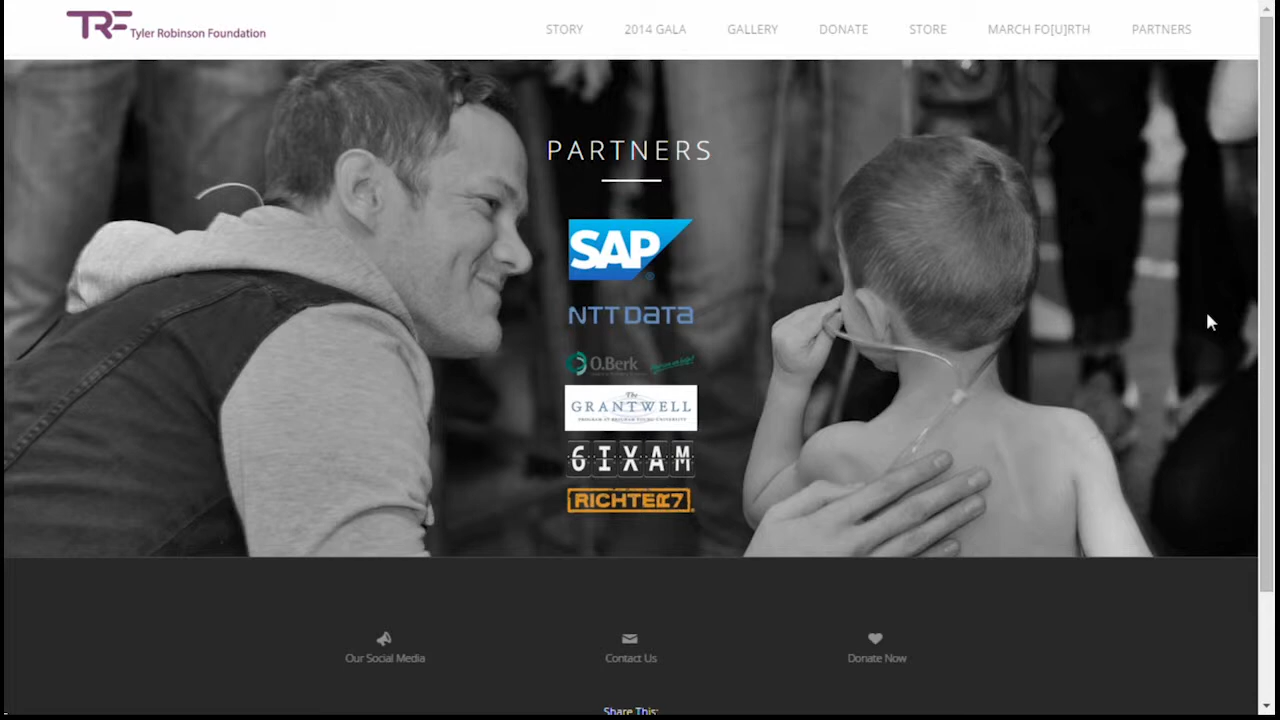 TRF Tyler Robinson Foundation
STORY
2014 GALA
GALLERY
DONATE
STORE
MARCH FO[U]RTH
PARTNERS
PARTNERS
SAP
NTT DATA
O.Berk
The
GRANTWELL
6IXAM
RICHTER7
Our Social Media
Contact Us
Donate Now
Share This: